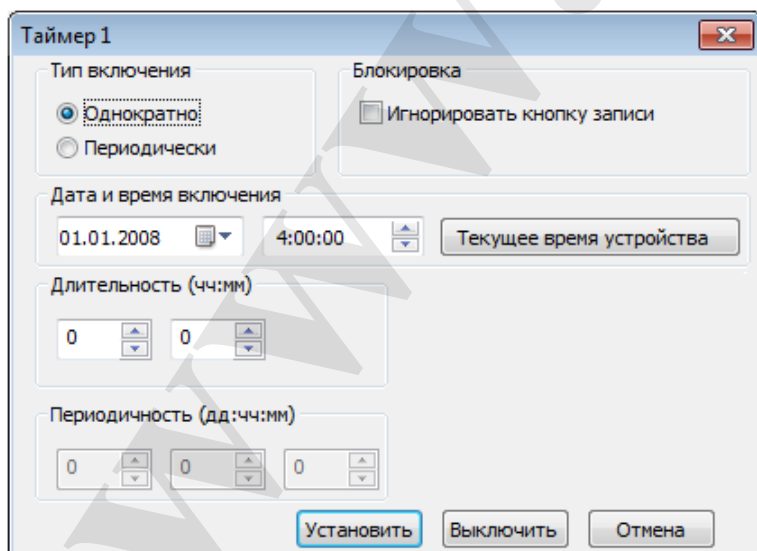 Таймер 1
Тип включения
Блокировка
Однократно
Игнорировать кнопку записи
Периодически
Дата и время включения
01.01.2008 4:00:00 Текущее время устройства
Длительность (чч:мм)
0 0
Периодичность (дд:чч:мм)
0 0 0
Установить Выключить Отмена
www.